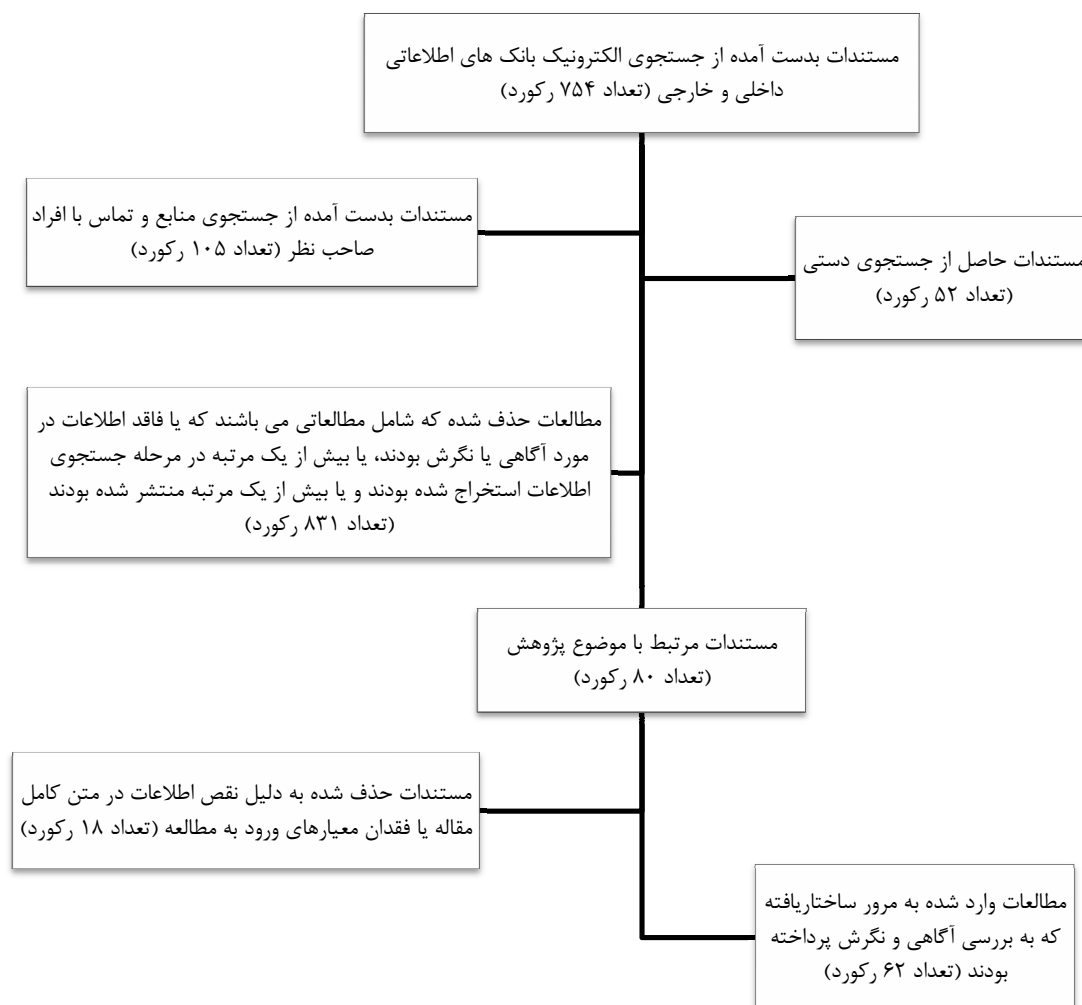 مستندات بدست آمده از جستجوی الکترونیک بانک های اطلاعاتی
داخلی و خارجی (تعداد ۷۵۴ رکورد)
مستندات بدست آمده از جستجوی منابع و تماس با افراد
صاحب نظر (تعداد ۱۰۵ رکورد)
مستندات حاصل از جستجوی دستی
(تعداد ۵۲ رکورد)
مطالعات حذف شده که شامل مطالعاتی می باشند که یا فاقد اطلاعات در
مورد آگاهی یا نگرش بودند، یا بیش از یک مرتبه در مرحله جستجوی
اطلاعات استخراج شده بودند و یا بیش از یک مرتبه منتشر شده بودند
(تعداد ۸۳۱ رکورد)
مستندات مرتبط با موضوع پژوهش
(تعداد ۸۰ رکورد)
مستندات حذف شده به دلیل نقص اطلاعات در متن کامل
مقاله یا فقدان معیارهای ورود به مطالعه (تعداد ۱۸ رکورد)
مطالعات وارد شده به مرور ساختاریافته
که به بررسی آگاهی و نگرش پرداخته
بودند (تعداد ۶۲ رکورد)